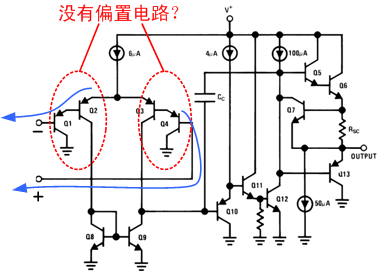 没有偏置电路?
V+
6µA
4µA
100µA
Q5
Q6
Q2
Q3
Cc
Q1
Q4
Q7
RSC
−
OUTPUT
Q11
+
Q10
Q12
50µA
Q13
Q8
Q9